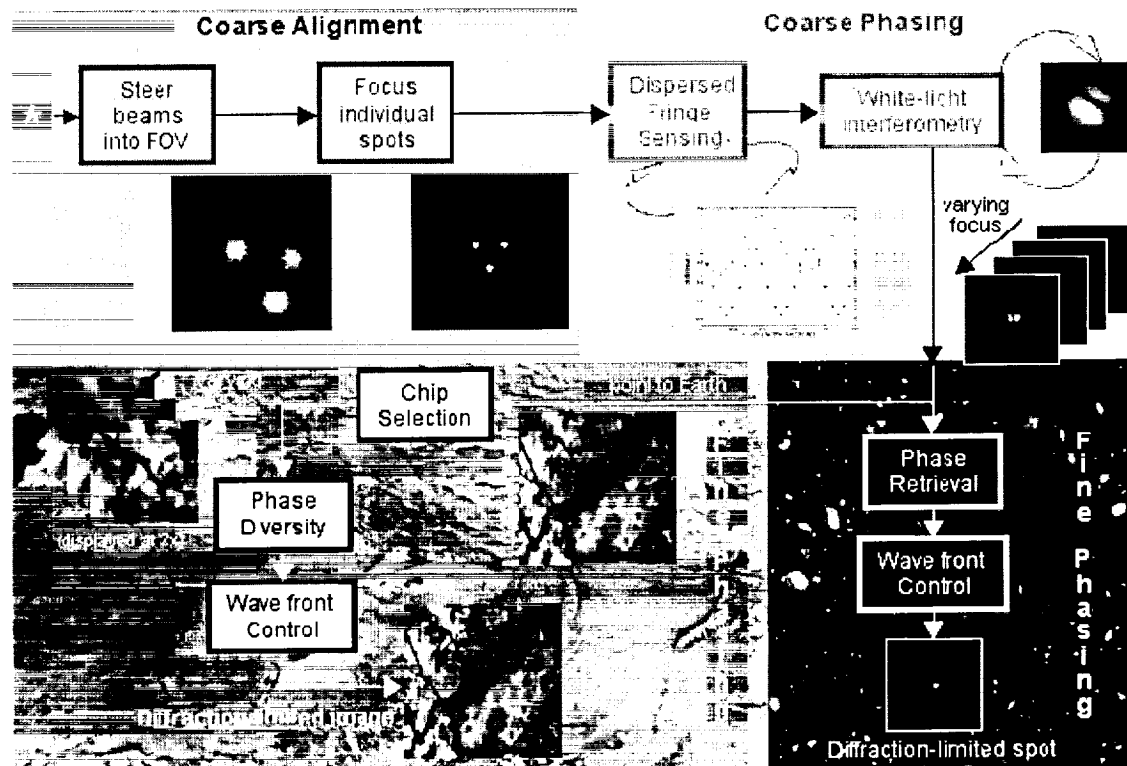 Coarse Alignment
Coarse Phasing
Steer
beams
into FOV
Focus
individual
spots
Dispersed
Fringe
Sensing
White-light
interferometry
varying
focus
Chip
Selection
Point to Earth
Phase
Diversity
(displayed at 2x)
Wave front
Control
Diffraction-limited image
Phase
Retrieval
Wave front
Control
Fine Phasing
Diffraction-limited spot